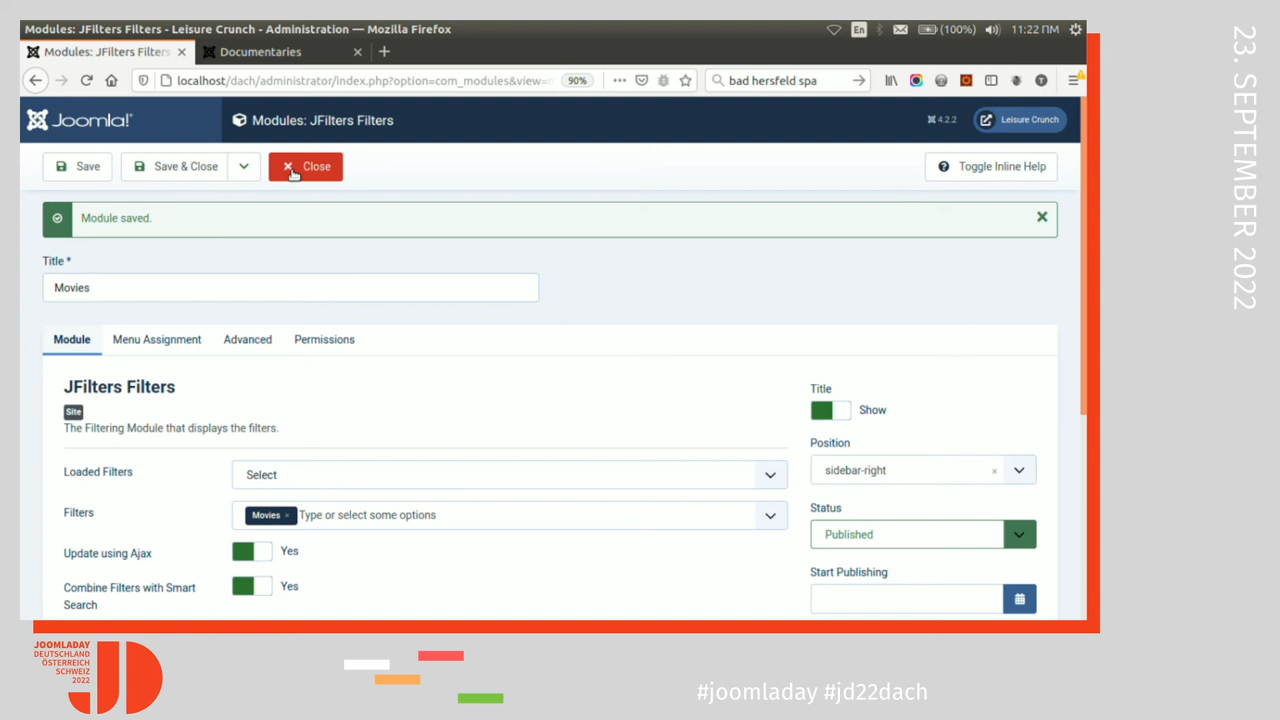 Modules: JFilters Filters - Leisure Crunch - Administration — Mozilla Firefox
En
(100%)
11:22 ΠΜ
Modules: JFilters Filters
Documentaries
localhost/dach/administrator/index.php?option=com_modules&view=
90%
bad hersfeld spa
Joomla!
Modules: JFilters Filters
4.2.2
Leisure Crunch
Save
Save & Close
Close
Toggle Inline Help
Module saved.
Title *
Movies
Module
Menu Assignment
Advanced
Permissions
JFilters Filters
Site
The Filtering Module that displays the filters.
Loaded Filters
Select
Filters
Movies ×
Type or select some options
Update using Ajax
Yes
Combine Filters with Smart
Search
Yes
Title
Show
Position
sidebar-right
Status
Published
Start Publishing
23. SEPTEMBER 2022
JOOMLADAY
DEUTSCHLAND
ÖSTERREICH
SCHWEIZ
2022
JD
#joomladay #jd22dach